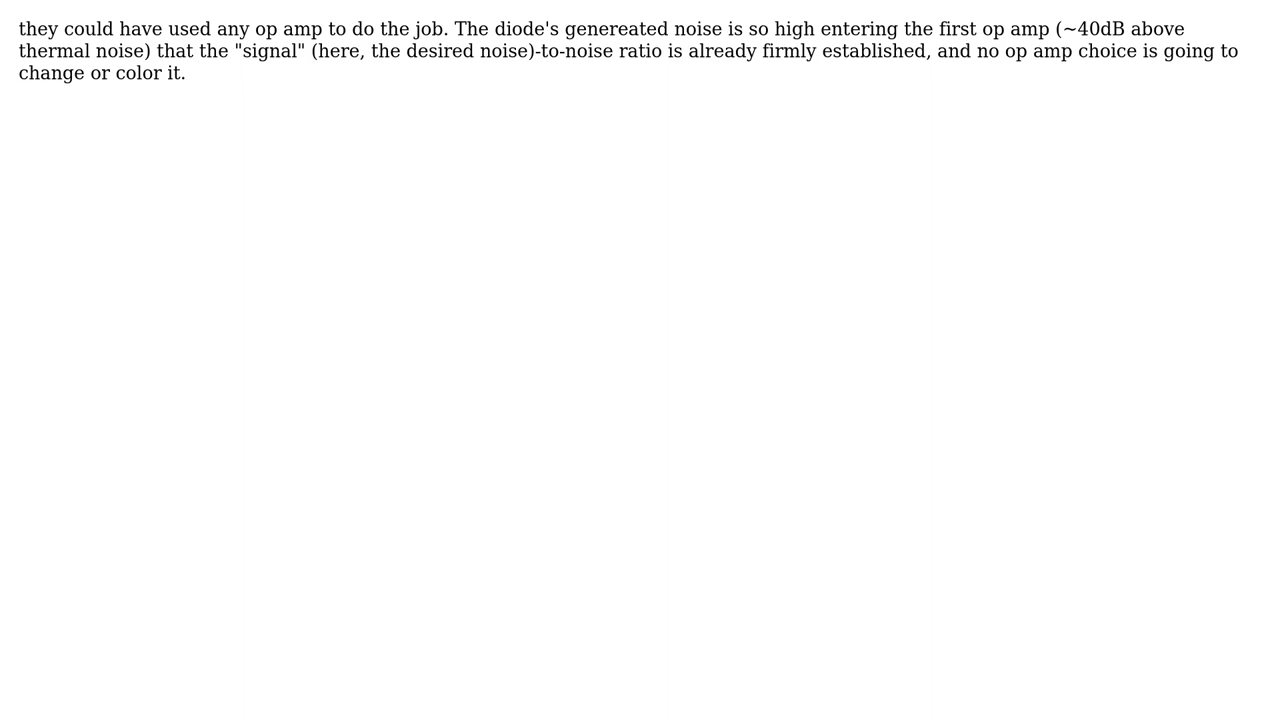 they could have used any op amp to do the job. The diode's genereated noise is so high entering the first op amp (~40dB above
thermal noise) that the "signal" (here, the desired noise)-to-noise ratio is already firmly established, and no op amp choice is going to
change or color it.